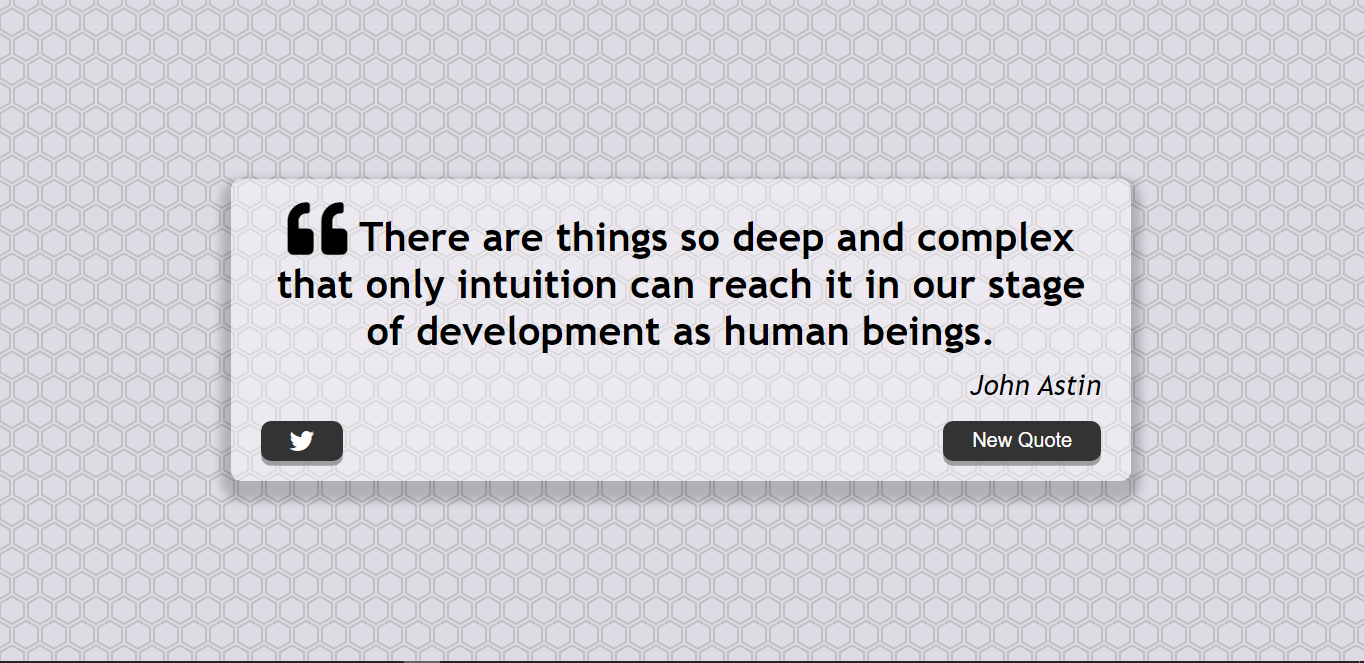 There are things so deep and complex
that only intuition can reach it in our stage
of development as human beings.
John Astin
New Quote